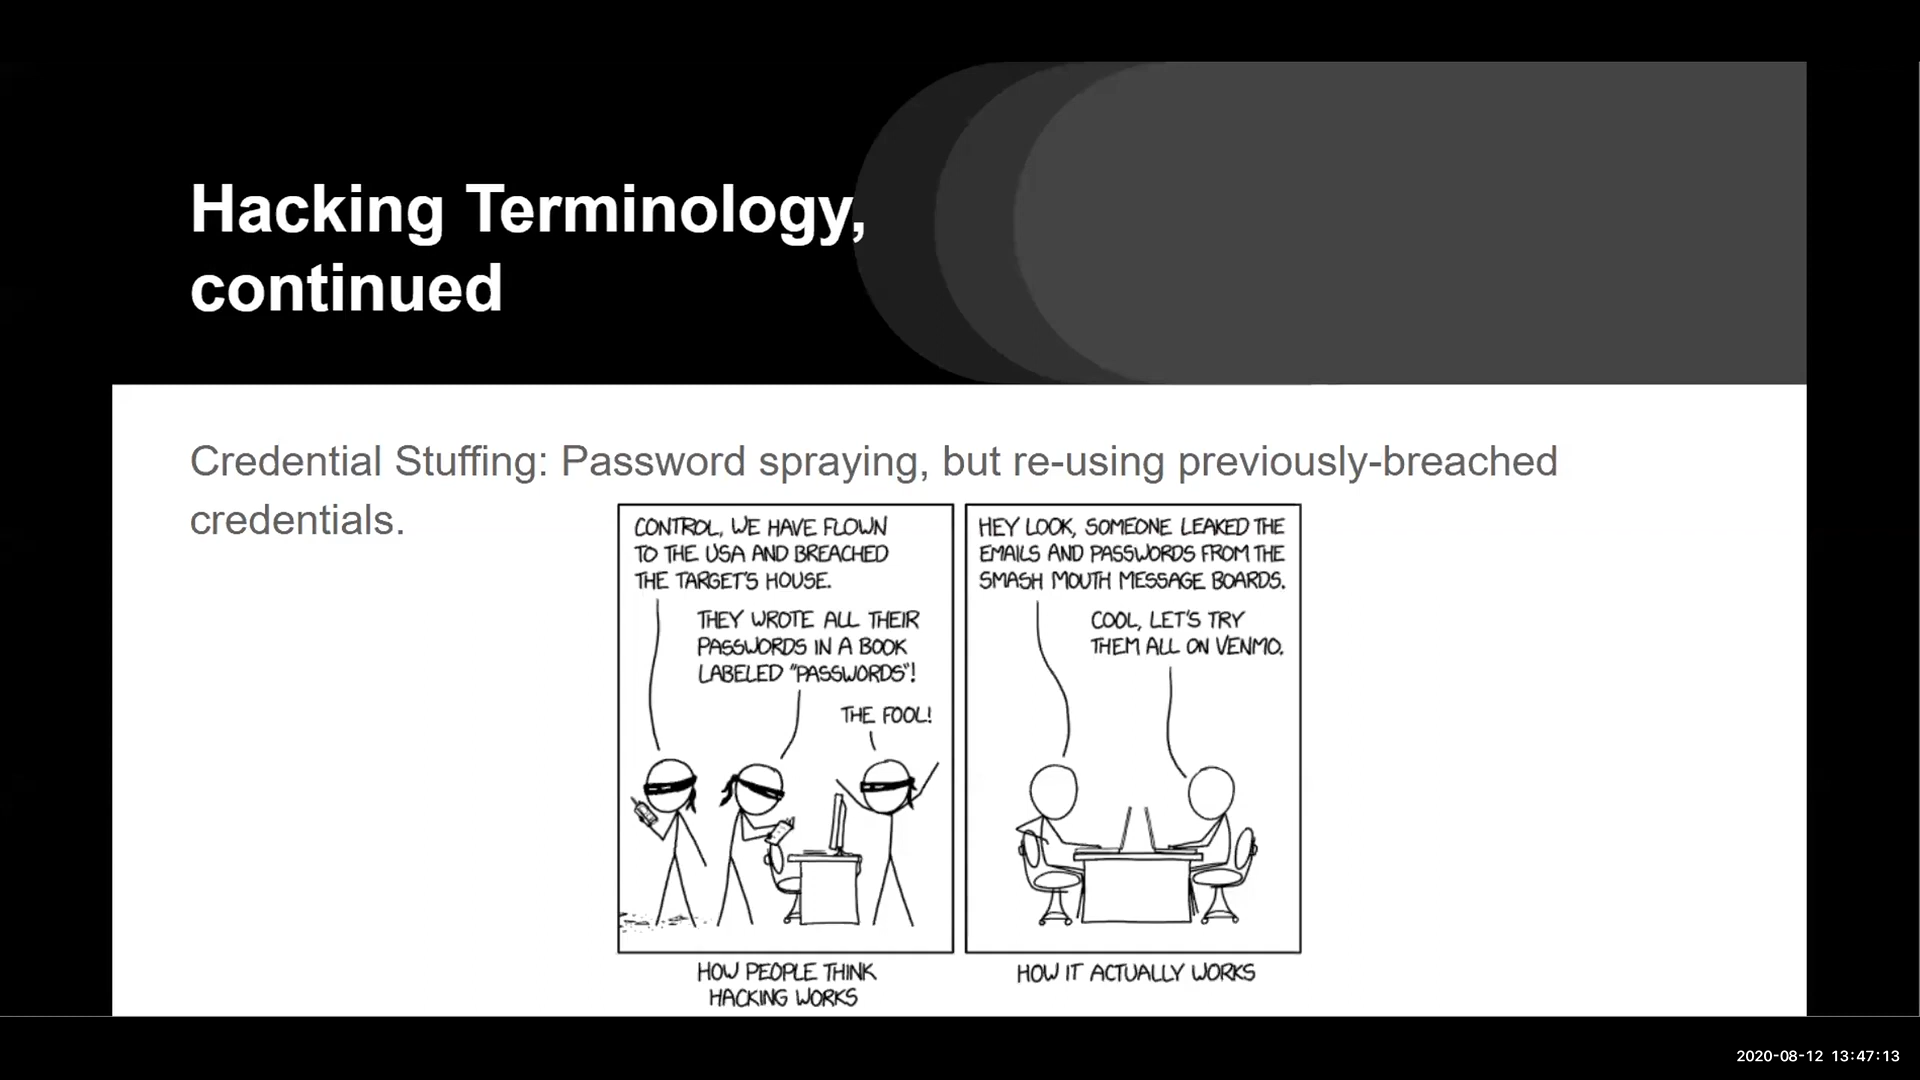 Hacking Terminology,
continued
Credential Stuffing: Password spraying, but re-using previously-breached
credentials.
CONTROL, WE HAVE FLOWN
TO THE USA AND BREACHED
THE TARGET'S HOUSE.
THEY WROTE ALL THEIR
PASSWORDS IN A BOOK
LABELED "PASSWORDS"!
THE FOOL!
HOW PEOPLE THINK
HACKING WORKS
HEY LOOK, SOMEONE LEAKED THE
EMAILS AND PASSWORDS FROM THE
SMASH MOUTH MESSAGE BOARDS.
COOL, LET'S TRY
THEM ALL ON VENMO.
HOW IT ACTUALLY WORKS
2020-08-12 13:47:13